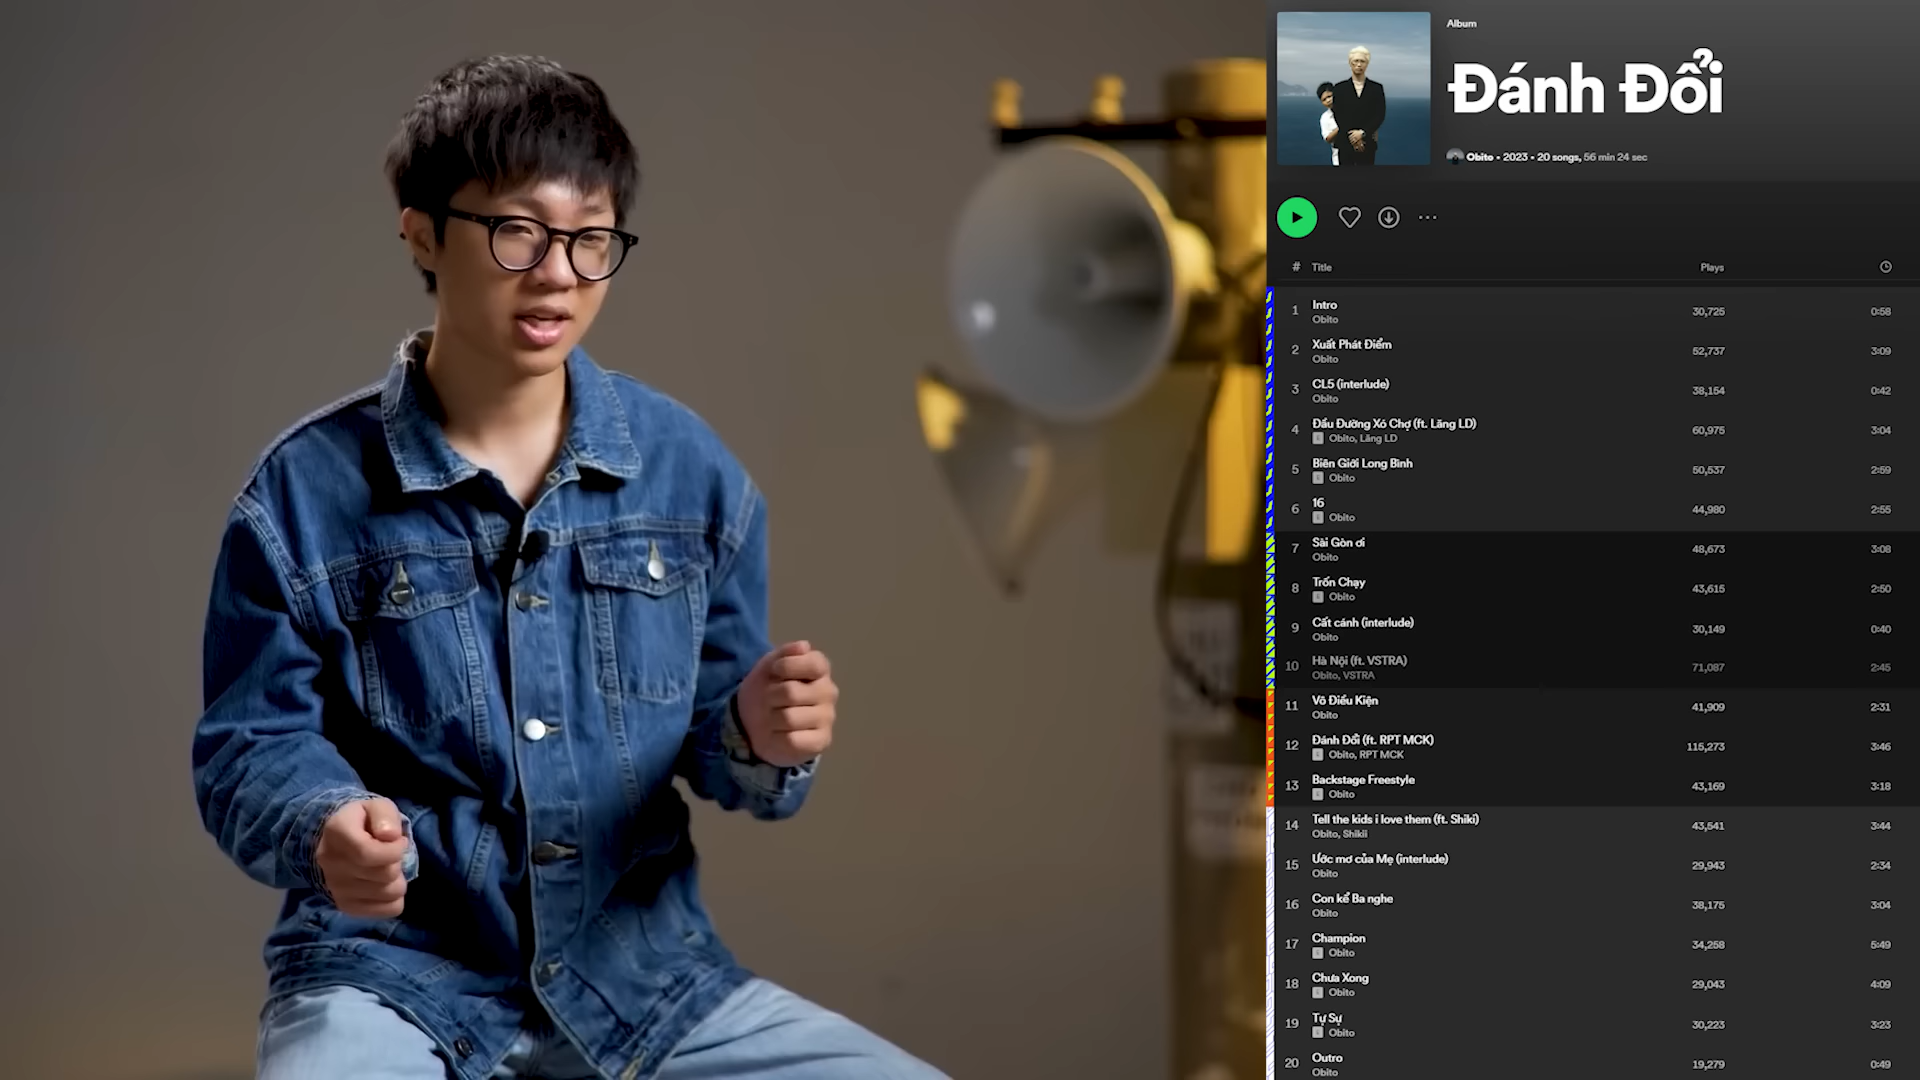 Album
Đánh Đổi
Obito • 2023 • 20 songs, 56 min 24 sec
# Title Plays
1 Intro 30,725 0:58
Obito
2 Xuất Phát Điểm 52,737 3:09
Obito
3 CL5 (interlude) 38,154 0:42
Obito
4 Đầu Đường Xó Chợ (ft. Lăng LD) 60,975 3:04
E Obito, Lăng LD
5 Biên Giới Long Bình 50,537 2:59
E Obito
6 16 44,980 2:55
E Obito
7 Sài Gòn ơi 48,673 3:08
Obito
8 Trốn Chạy 43,615 2:50
E Obito
9 Cất cánh (interlude) 30,149 0:40
Obito
10 Hà Nội (ft. VSTRA) 71,087 2:45
Obito, VSTRA
11 Vô Điều Kiện 41,909 2:31
Obito
12 Đánh Đổi (ft. RPT MCK) 115,273 3:46
E Obito, RPT MCK
13 Backstage Freestyle 43,169 3:18
E Obito
14 Tell the kids i love them (ft. Shiki) 43,541 3:44
Obito, Shikii
15 Ước mơ của Mẹ (interlude) 29,943 2:34
Obito
16 Con kể Ba nghe 38,175 3:04
Obito
17 Champion 34,258 5:49
E Obito
18 Chưa Xong 29,043 4:09
E Obito
19 Tự Sự 30,223 3:23
E Obito
20 Outro 19,279 0:49
Obito